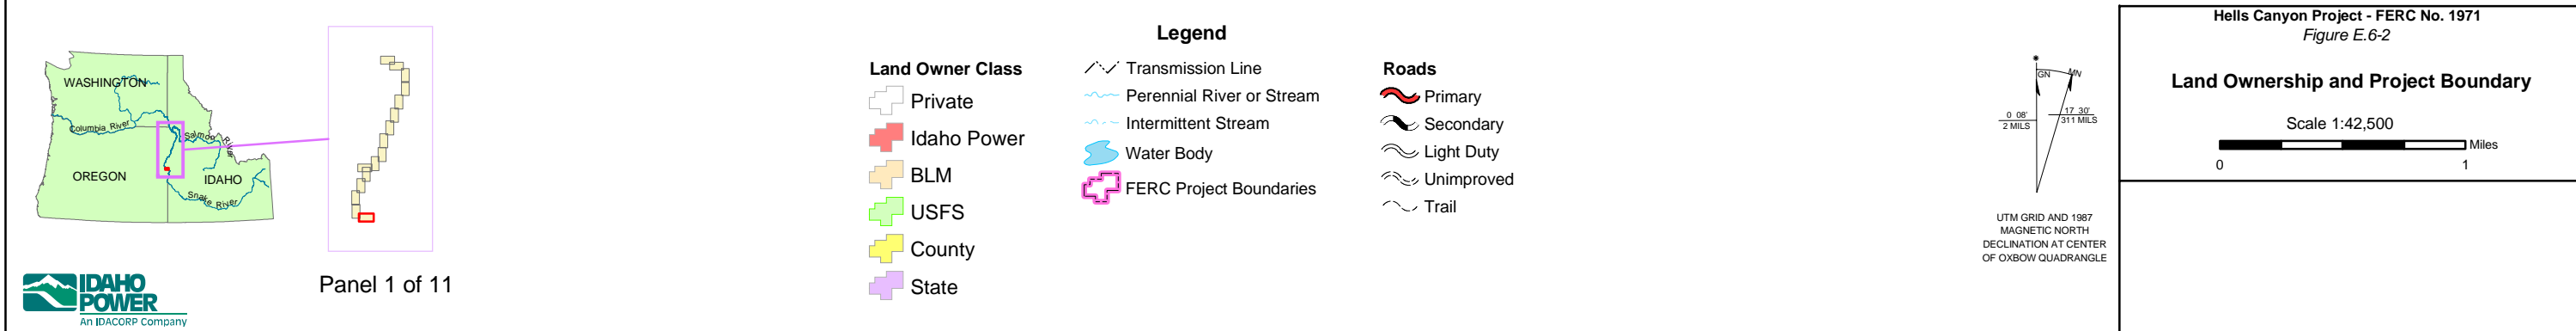 WASHINGTON
Columbia River
Salmon River
OREGON
IDAHO
Snake River
IDAHO
POWER
An IDACORP Company
Panel 1 of 11
Legend
Land Owner Class
Private
Idaho Power
BLM
USFS
County
State
Transmission Line
Perennial River or Stream
Intermittent Stream
Water Body
FERC Project Boundaries
Roads
Primary
Secondary
Light Duty
Unimproved
Trail
*
GN
MN
0 08'
2 MILS
17 30'
311 MILS
UTM GRID AND 1987
MAGNETIC NORTH
DECLINATION AT CENTER
OF OXBOW QUADRANGLE
Hells Canyon Project - FERC No. 1971
Figure E.6-2
Land Ownership and Project Boundary
Scale 1:42,500
Miles
0 1